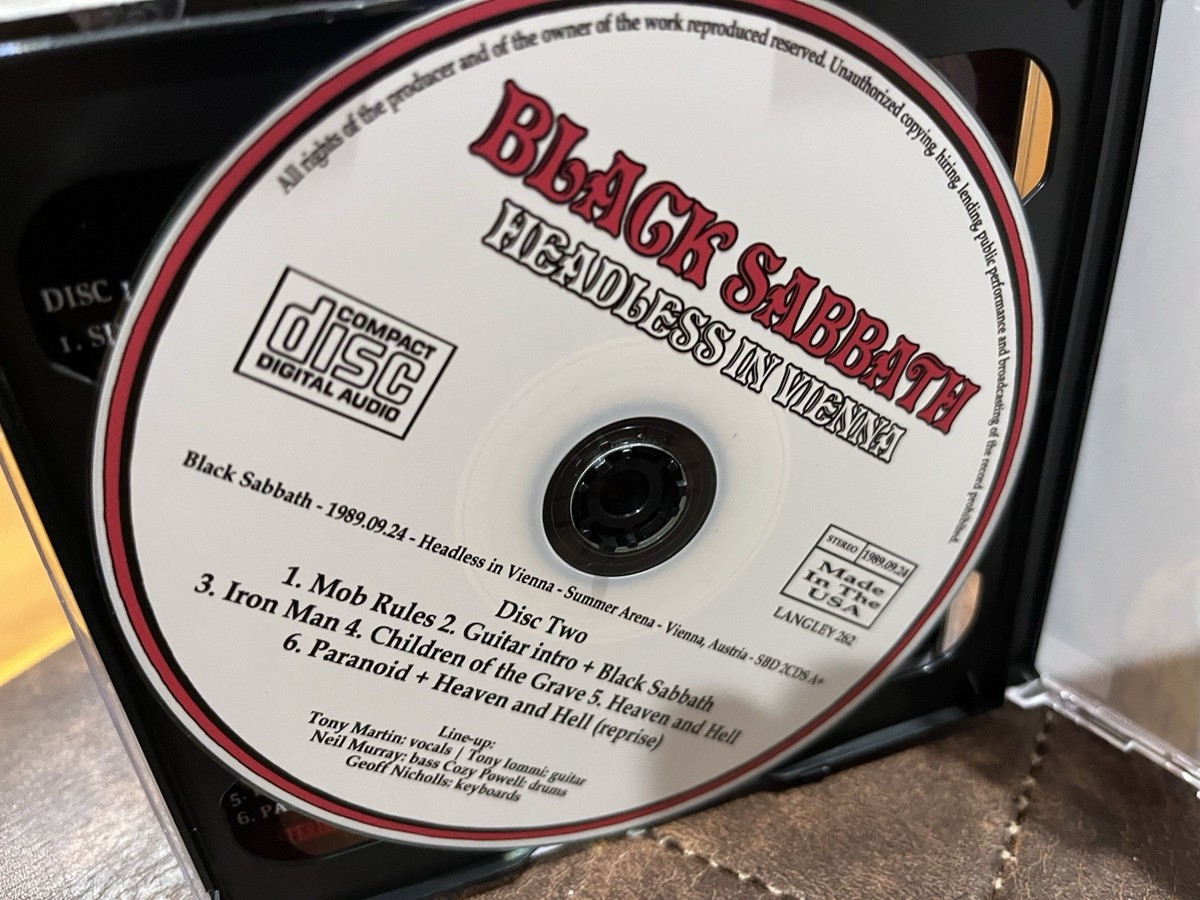 All rights of the producer and of the owner of the work reproduced reserved. Unauthorized copying, hiring, lending, public performance and broadcasting of the record prohibited.
BLACK SABBATH
HEADLESS IN VIENNA
COMPACT
disc
DIGITAL AUDIO
STEREO 1989.09.24
Made
In The
USA
LANGLEY 262
Black Sabbath - 1989.09.24 - Headless in Vienna - Summer Arena - Vienna, Austria - SBD 2CDS A+
Disc Two
1. Mob Rules 2. Guitar intro + Black Sabbath
3. Iron Man 4. Children of the Grave 5. Heaven and Hell
6. Paranoid + Heaven and Hell (reprise)
Line-up:
Tony Martin: vocals | Tony Iommi: guitar
Neil Murray: bass Cozy Powell: drums
Geoff Nicholls: Keyboards
DISC
1.
5.
6.